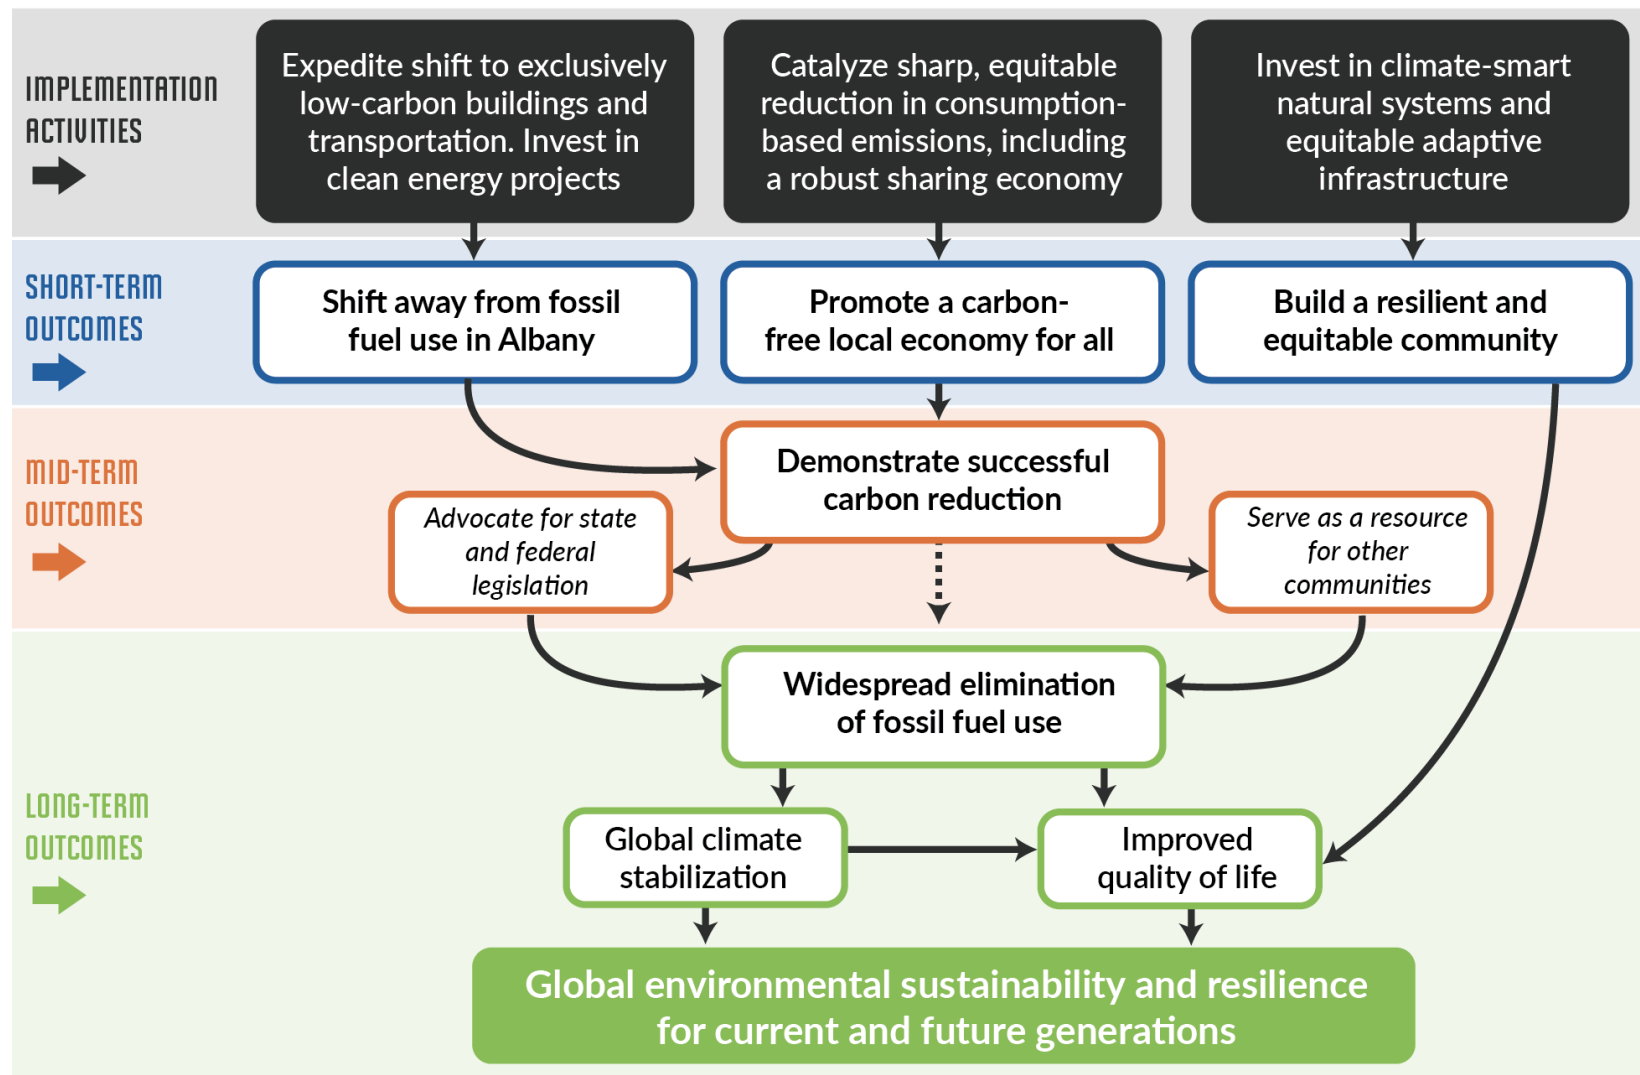 IMPLEMENTATION
ACTIVITIES
Expedite shift to exclusively
low-carbon buildings and
transportation. Invest in
clean energy projects
Catalyze sharp, equitable
reduction in consumption-
based emissions, including
a robust sharing economy
Invest in climate-smart
natural systems and
equitable adaptive
infrastructure
SHORT-TERM
OUTCOMES
Shift away from fossil
fuel use in Albany
Promote a carbon-
free local economy for all
Build a resilient and
equitable community
MID-TERM
OUTCOMES
Demonstrate successful
carbon reduction
Advocate for state
and federal
legislation
Serve as a resource
for other
communities
LONG-TERM
OUTCOMES
Widespread elimination
of fossil fuel use
Global climate
stabilization
Improved
quality of life
Global environmental sustainability and resilience
for current and future generations